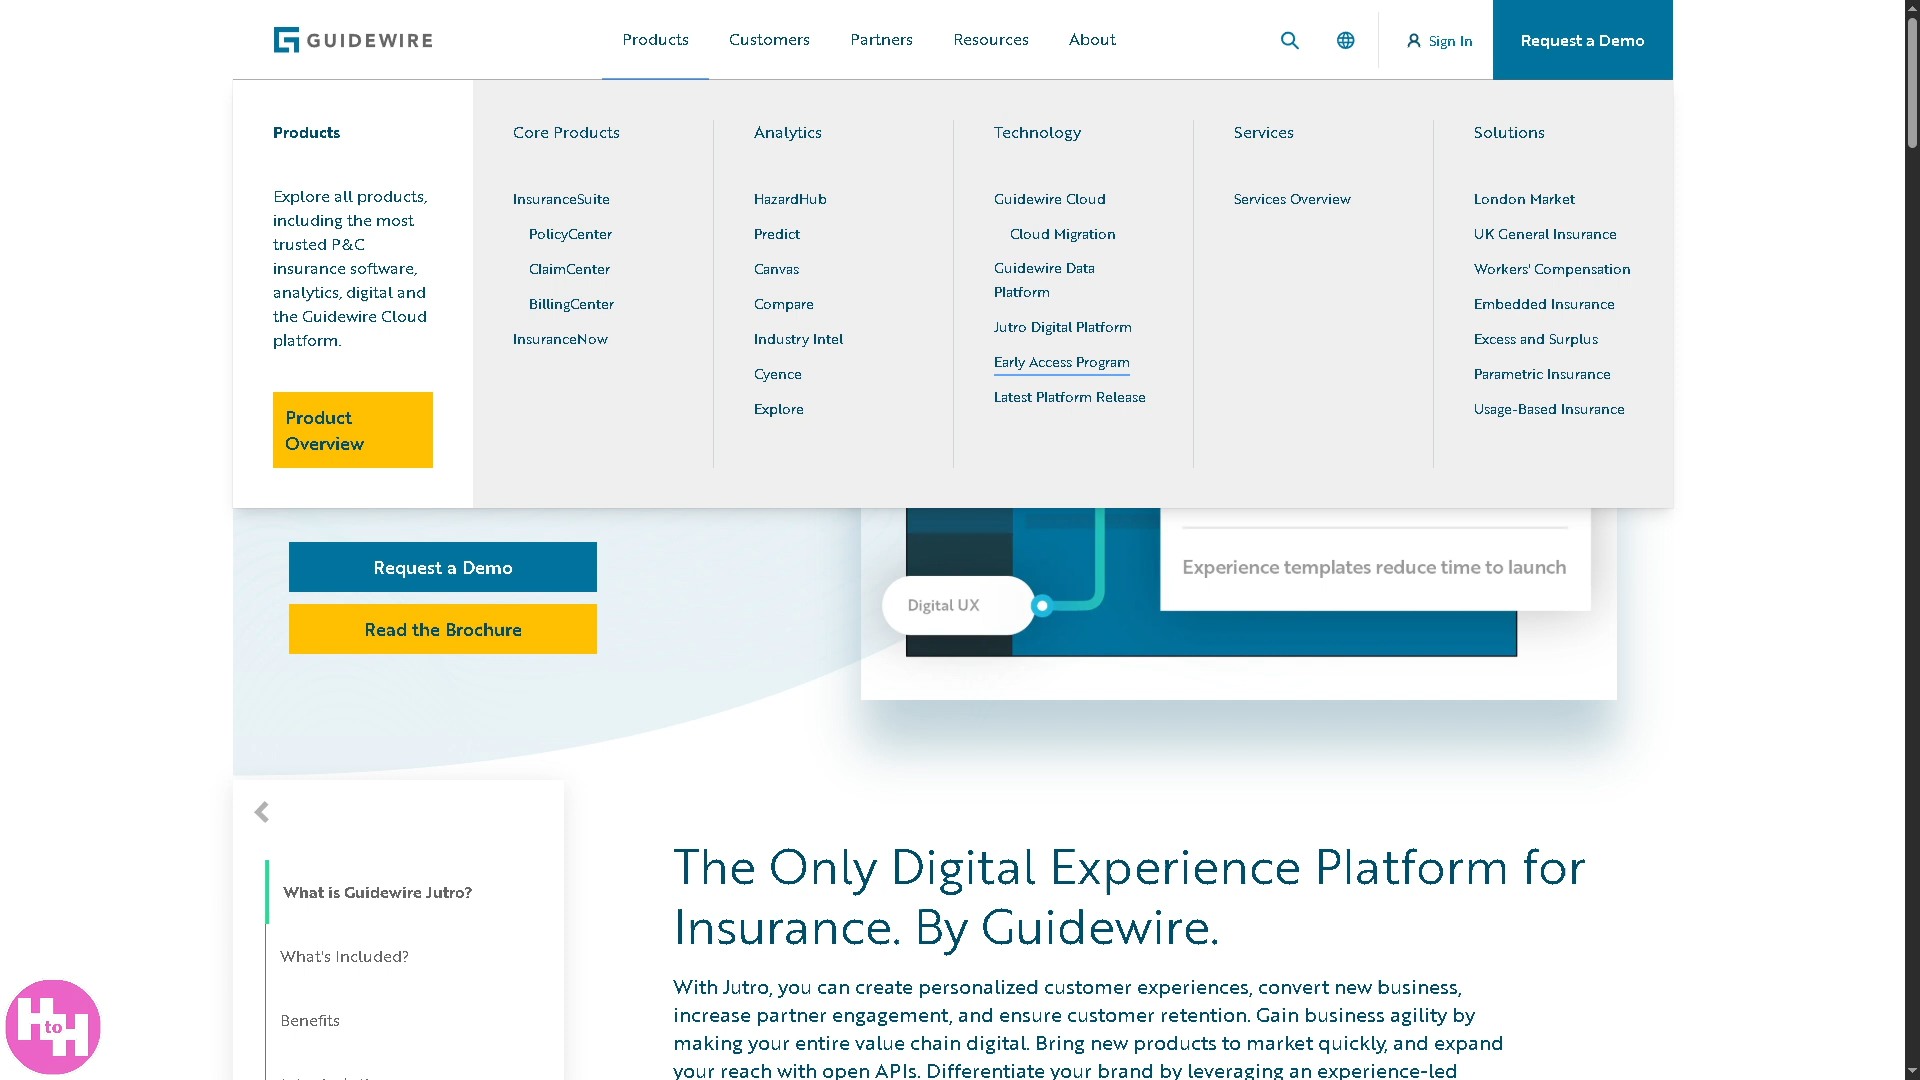 GUIDEWIRE
Products
Customers
Partners
Resources
About
Sign In
Request a Demo
Products
Explore all products,
including the most
trusted P&C
insurance software,
analytics, digital and
the Guidewire Cloud
platform.
Product
Overview
Core Products
InsuranceSuite
PolicyCenter
ClaimCenter
BillingCenter
InsuranceNow
Analytics
HazardHub
Predict
Canvas
Compare
Industry Intel
Cyence
Explore
Technology
Guidewire Cloud
Cloud Migration
Guidewire Data
Platform
Jutro Digital Platform
Early Access Program
Latest Platform Release
Services
Services Overview
Solutions
London Market
UK General Insurance
Workers' Compensation
Embedded Insurance
Excess and Surplus
Parametric Insurance
Usage-Based Insurance
Request a Demo
Read the Brochure
Digital UX
Experience templates reduce time to launch
What is Guidewire Jutro?
What's Included?
Benefits
The Only Digital Experience Platform for
Insurance. By Guidewire.
With Jutro, you can create personalized customer experiences, convert new business,
increase partner engagement, and ensure customer retention. Gain business agility by
making your entire value chain digital. Bring new products to market quickly, and expand
your reach with open APIs. Differentiate your brand by leveraging an experience-led
H to H